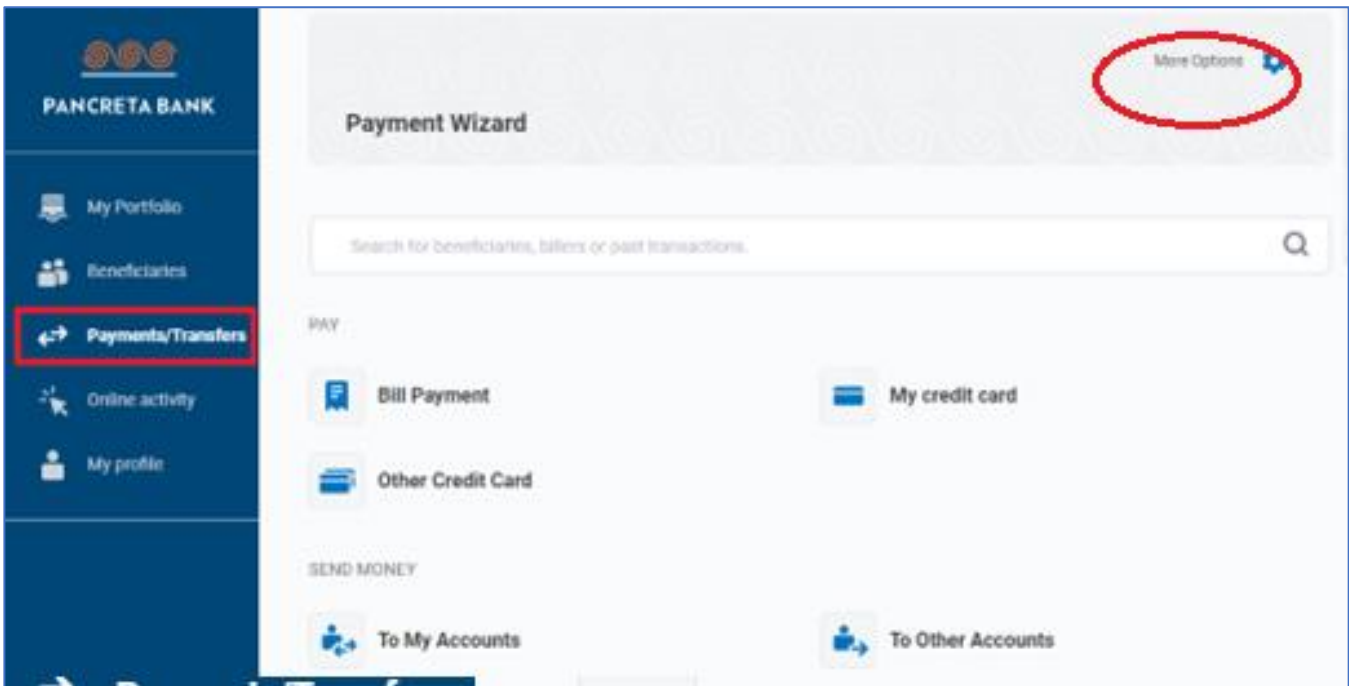 PANCRETA BANK
More Options
Payment Wizard
My Portfolio
Search for beneficiaries, billers or past transactions.
Beneficiaries
PAY
Payments/Transfers
Bill Payment
My credit card
Online activity
My profile
Other Credit Card
SEND MONEY
To My Accounts
To Other Accounts